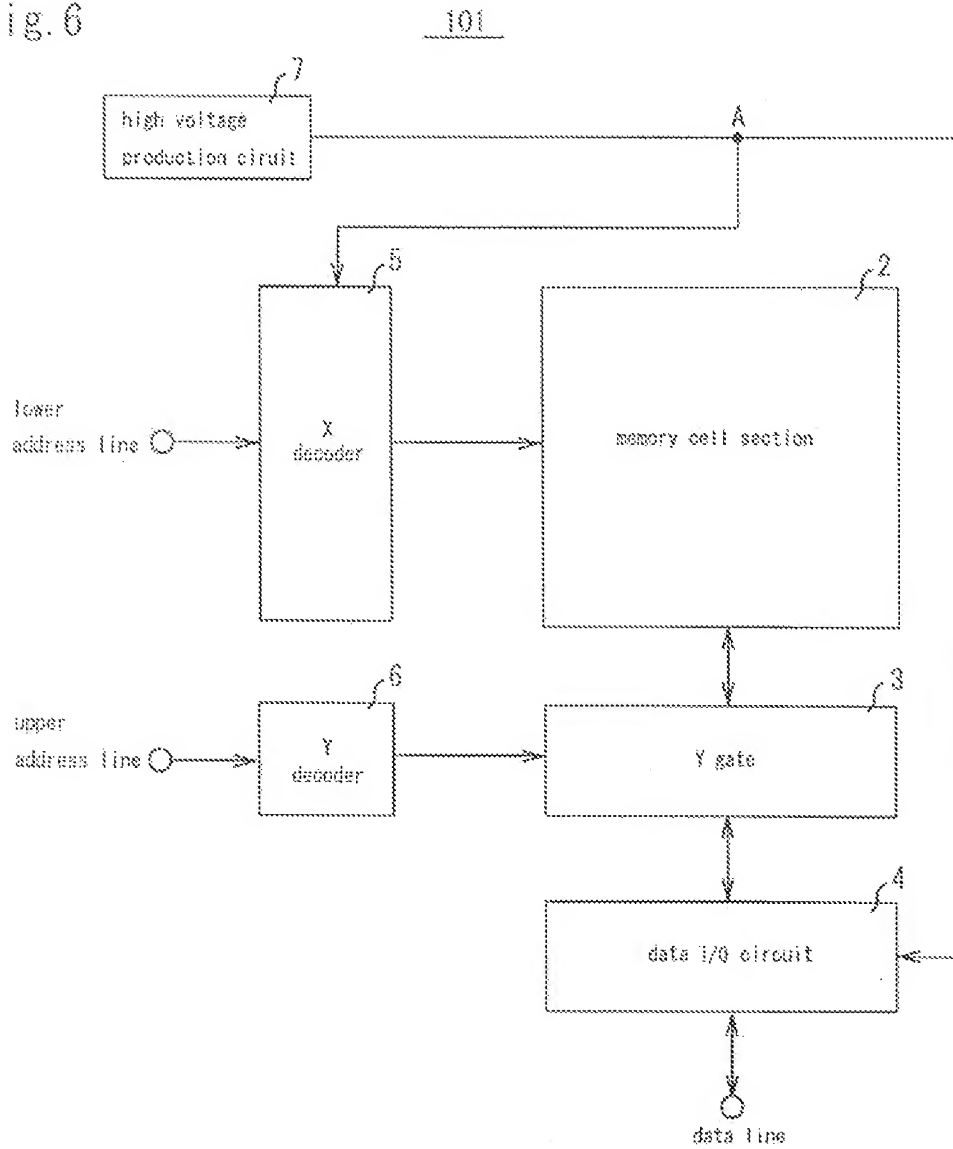 ig. 6
101
7
high voltage
production ciruit
A
5
2
lower
address line
X
decoder
memory cell section
6
3
upper
address line
Y
decoder
Y gate
4
data i/O circuit
data line